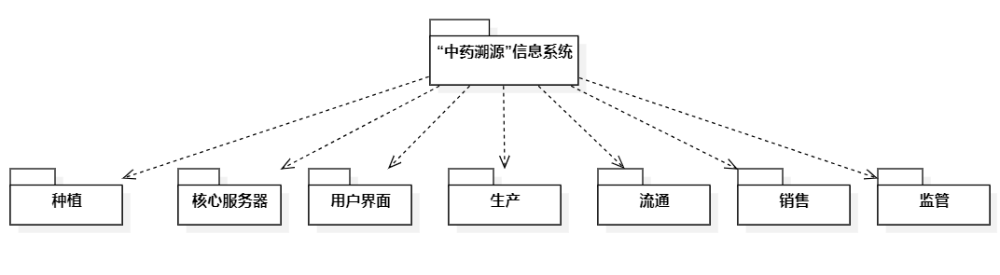 “中药溯源”信息系统
种植
核心服务器
用户界面
生产
流通
销售
监管